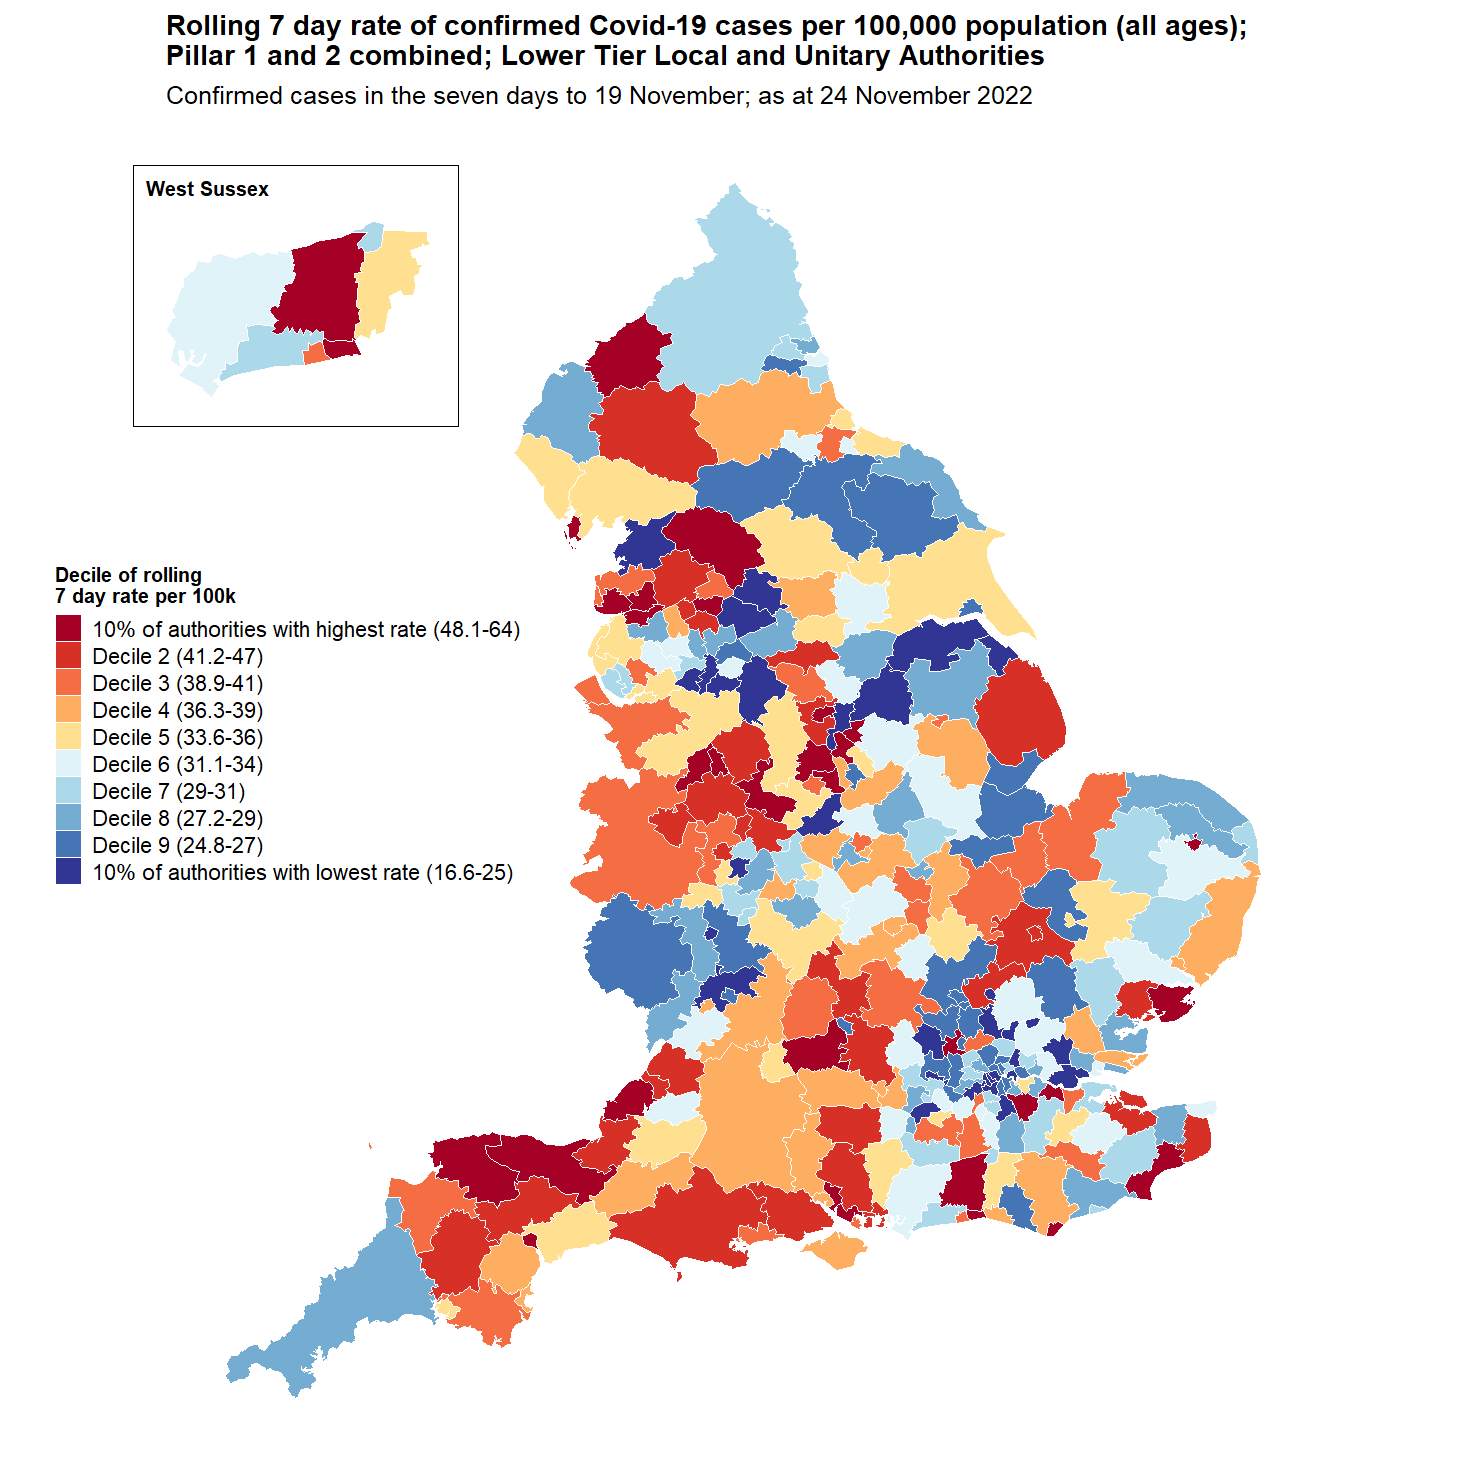 Rolling 7 day rate of confirmed Covid-19 cases per 100,000 population (all ages);
Pillar 1 and 2 combined; Lower Tier Local and Unitary Authorities
Confirmed cases in the seven days to 19 November; as at 24 November 2022
West Sussex
Decile of rolling
7 day rate per 100k
10% of authorities with highest rate (48.1-64)
Decile 2 (41.2-47)
Decile 3 (38.9-41)
Decile 4 (36.3-39)
Decile 5 (33.6-36)
Decile 6 (31.1-34)
Decile 7 (29-31)
Decile 8 (27.2-29)
Decile 9 (24.8-27)
10% of authorities with lowest rate (16.6-25)